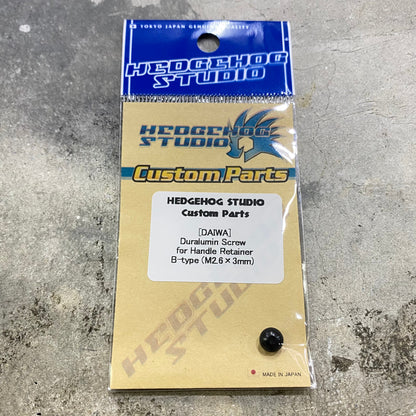 TOKYO JAPAN GENUINE QUALITY
HEDGEHOG
STUDIO
HEDGEHOG
STUDIO
Custom Parts
HEDGEHOG STUDIO
Custom Parts
[DAIWA]
Duralumin Screw
for Handle Retainer
B-type (M2.6×3mm)
HEDGEHOG
STUDIO
MADE IN JAPAN